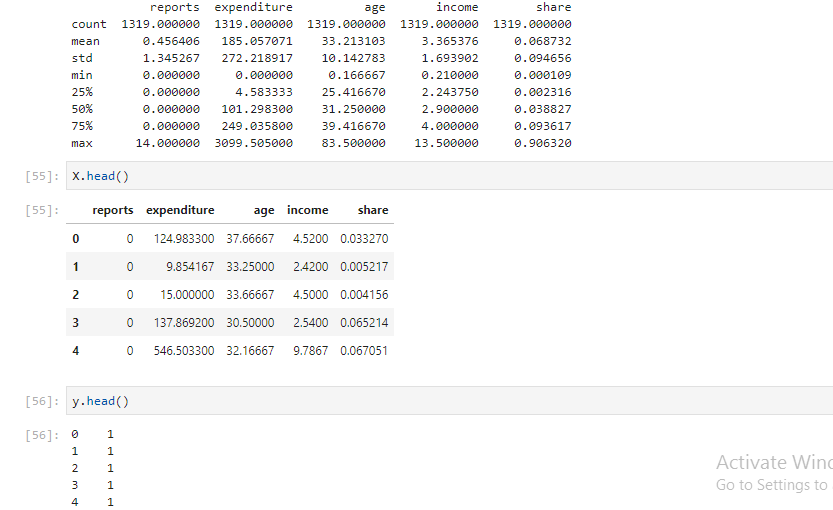 reports expenditure age income share
count 1319.000000 1319.000000 1319.000000 1319.000000 1319.000000
mean 0.456406 185.057071 33.213103 3.365376 0.068732
std 1.345267 272.218917 10.142783 1.693902 0.094656
min 0.000000 0.000000 0.166667 0.210000 0.000109
25% 0.000000 4.583333 25.416670 2.243750 0.002316
50% 0.000000 101.298300 31.250000 2.900000 0.038827
75% 0.000000 249.035800 39.416670 4.000000 0.093617
max 14.000000 3099.505000 83.500000 13.500000 0.906320
[55]: X.head()
[55]: reports expenditure age income share
0 0 124.983300 37.66667 4.5200 0.033270
1 0 9.854167 33.25000 2.4200 0.005217
2 0 15.000000 33.66667 4.5000 0.004156
3 0 137.869200 30.50000 2.5400 0.065214
4 0 546.503300 32.16667 9.7867 0.067051
[56]: y.head()
[56]: 0 1
1 1
2 1
3 1
4 1
Activate Winc
Go to Settings to